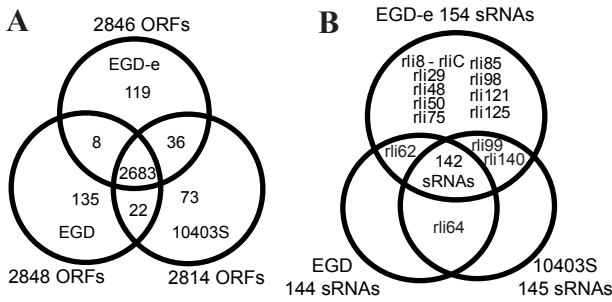 A
2846 ORFs
EGD-e
119
8
36
2683
135
22
73
EGD
10403S
2848 ORFs
2814 ORFs
B
EGD-e 154 sRNAs
rli8 - rliC
rli29
rli48
rli50
rli75
rli85
rli98
rli121
rli125
rli62
142
sRNAs
rli99
rli140
rli64
EGD
144 sRNAs
10403S
145 sRNAs